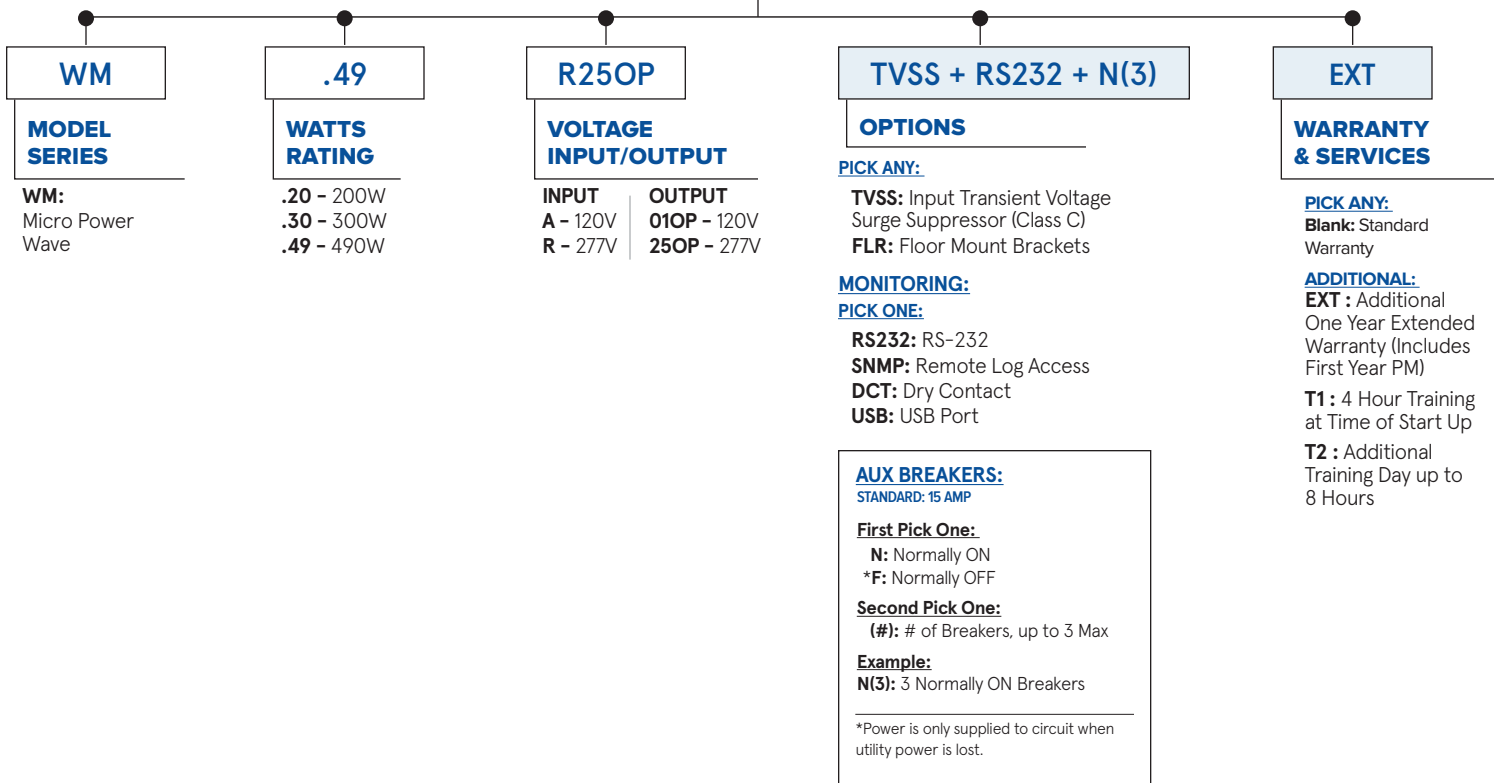 WM
MODEL
SERIES
WM:
Micro Power
Wave
.49
WATTS
RATING
.20 – 200W
.30 – 300W
.49 – 490W
R25OP
VOLTAGE
INPUT/OUTPUT
INPUT
A – 120V
R – 277V
OUTPUT
01OP – 120V
25OP – 277V
TVSS + RS232 + N(3)
OPTIONS
PICK ANY:
TVSS: Input Transient Voltage
Surge Suppressor (Class C)
FLR: Floor Mount Brackets
MONITORING:
PICK ONE:
RS232: RS-232
SNMP: Remote Log Access
DCT: Dry Contact
USB: USB Port
AUX BREAKERS:
STANDARD: 15 AMP
First Pick One:
N: Normally ON
*F: Normally OFF
Second Pick One:
(#): # of Breakers, up to 3 Max
Example:
N(3): 3 Normally ON Breakers
*Power is only supplied to circuit when
utility power is lost.
EXT
WARRANTY
& SERVICES
PICK ANY:
Blank: Standard
Warranty
ADDITIONAL:
EXT : Additional
One Year Extended
Warranty (Includes
First Year PM)
T1 : 4 Hour Training
at Time of Start Up
T2 : Additional
Training Day up to
8 Hours